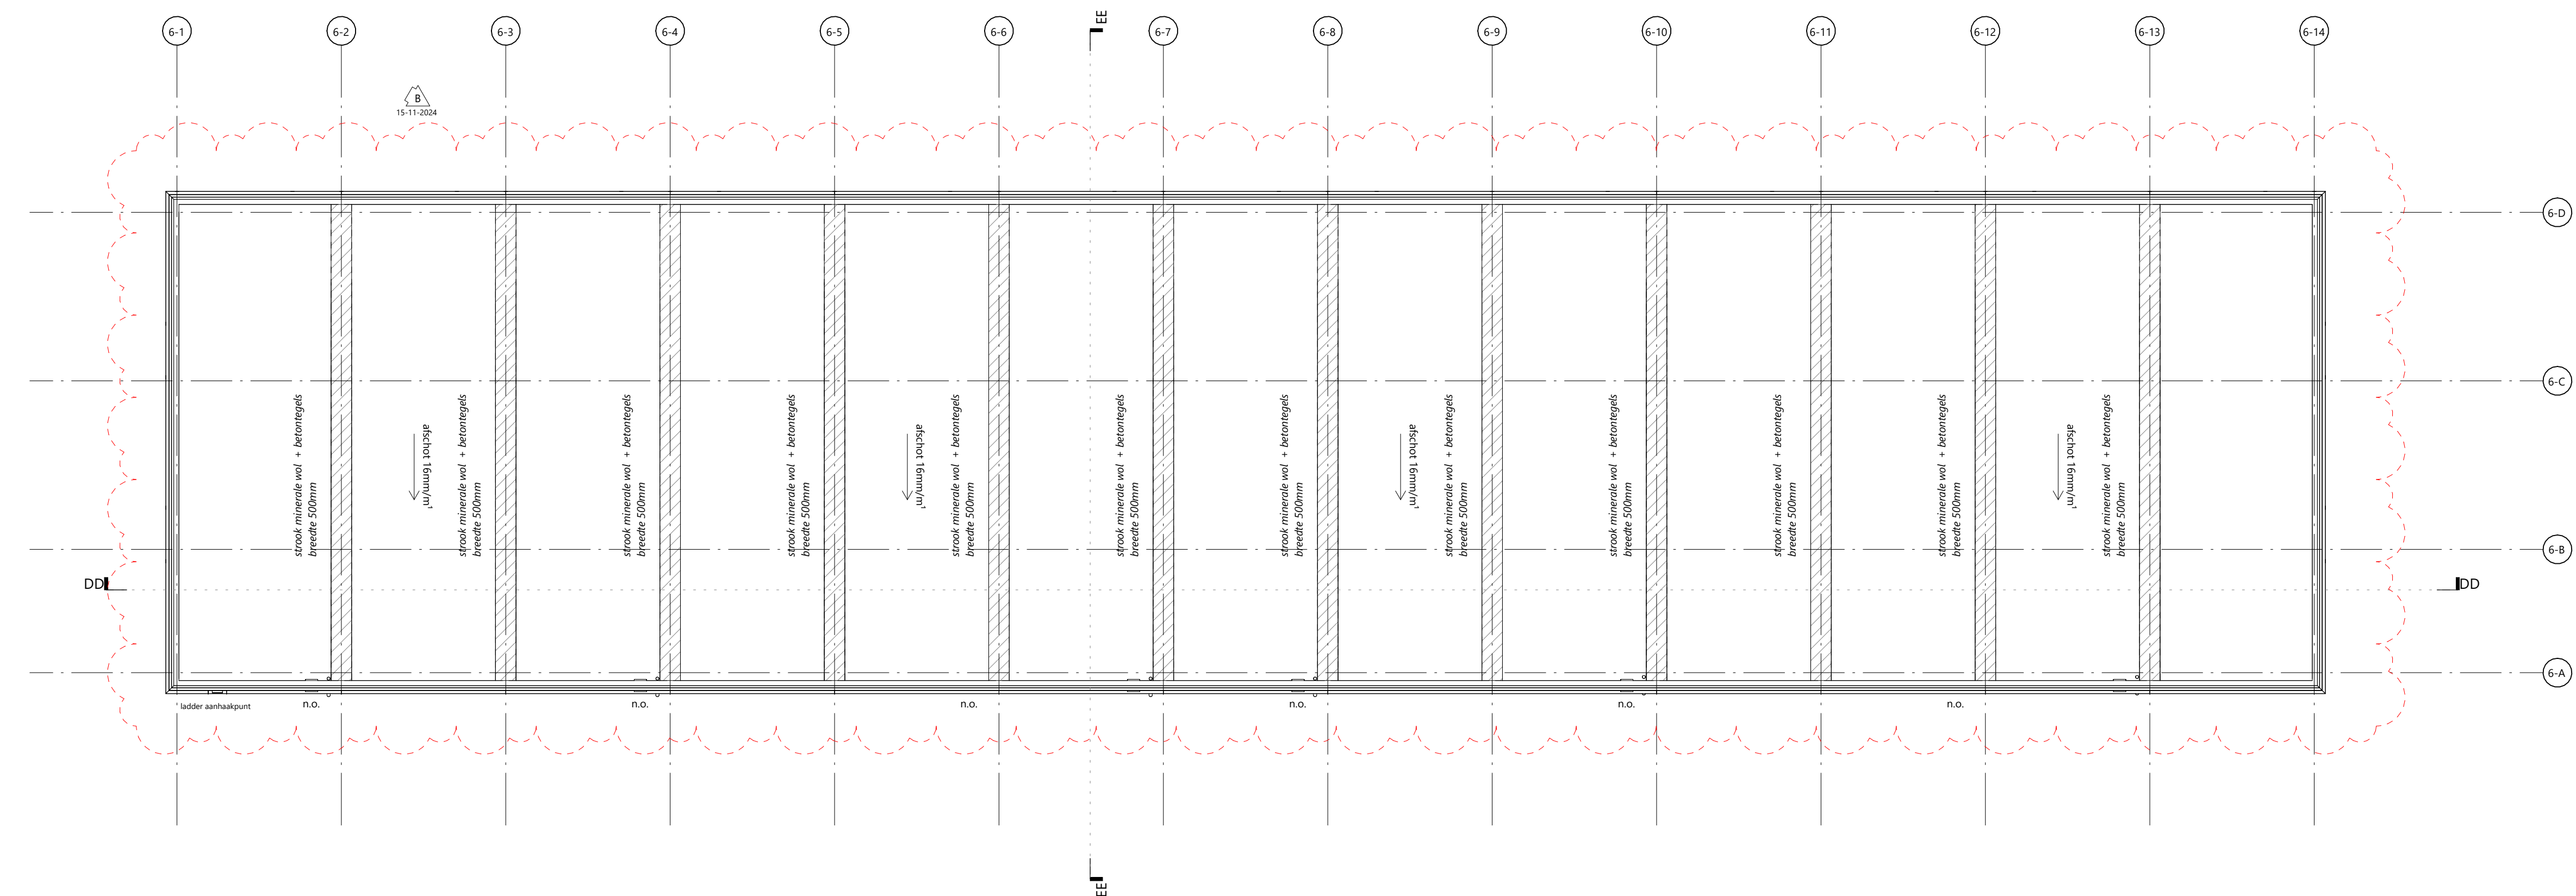 EE
6-1
6-2
6-3
6-4
6-5
6-6
6-7
6-8
6-9
6-10
6-11
6-12
6-13
6-14
B
15-11-2024
6-D
6-C
strook minerale wol + betontegels
breedte 500mm
afschot 16mm/m¹
strook minerale wol + betontegels
breedte 500mm
strook minerale wol + betontegels
breedte 500mm
strook minerale wol + betontegels
breedte 500mm
afschot 16mm/m¹
strook minerale wol + betontegels
breedte 500mm
strook minerale wol + betontegels
breedte 500mm
strook minerale wol + betontegels
breedte 500mm
afschot 16mm/m¹
strook minerale wol + betontegels
breedte 500mm
strook minerale wol + betontegels
breedte 500mm
strook minerale wol + betontegels
breedte 500mm
strook minerale wol + betontegels
breedte 500mm
afschot 16mm/m¹
strook minerale wol + betontegels
breedte 500mm
6-B
DD
DD
6-A
ladder aanhaakpunt
n.o.
n.o.
n.o.
n.o.
n.o.
n.o.
EE